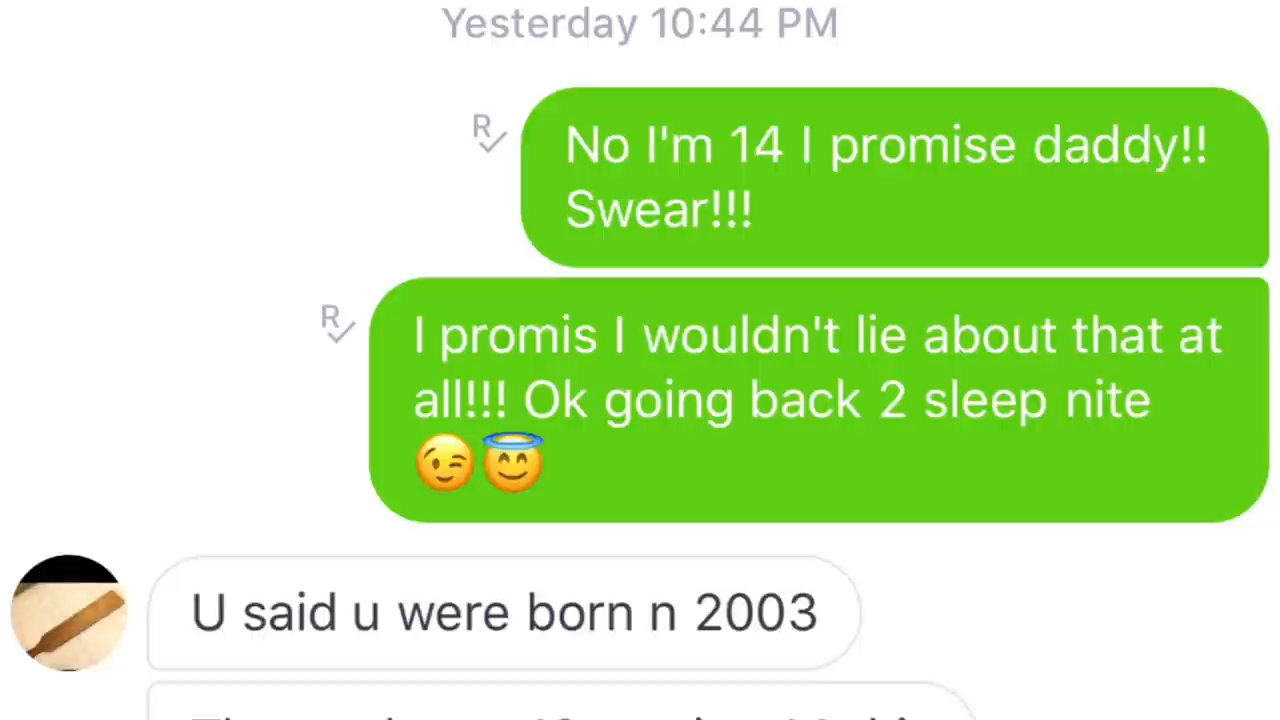 Yesterday 10:44 PM
R
No I'm 14 I promise daddy!!
Swear!!!
R
I promis I wouldn't lie about that at
all!!! Ok going back 2 sleep nite
😉😇
U said u were born n 2003